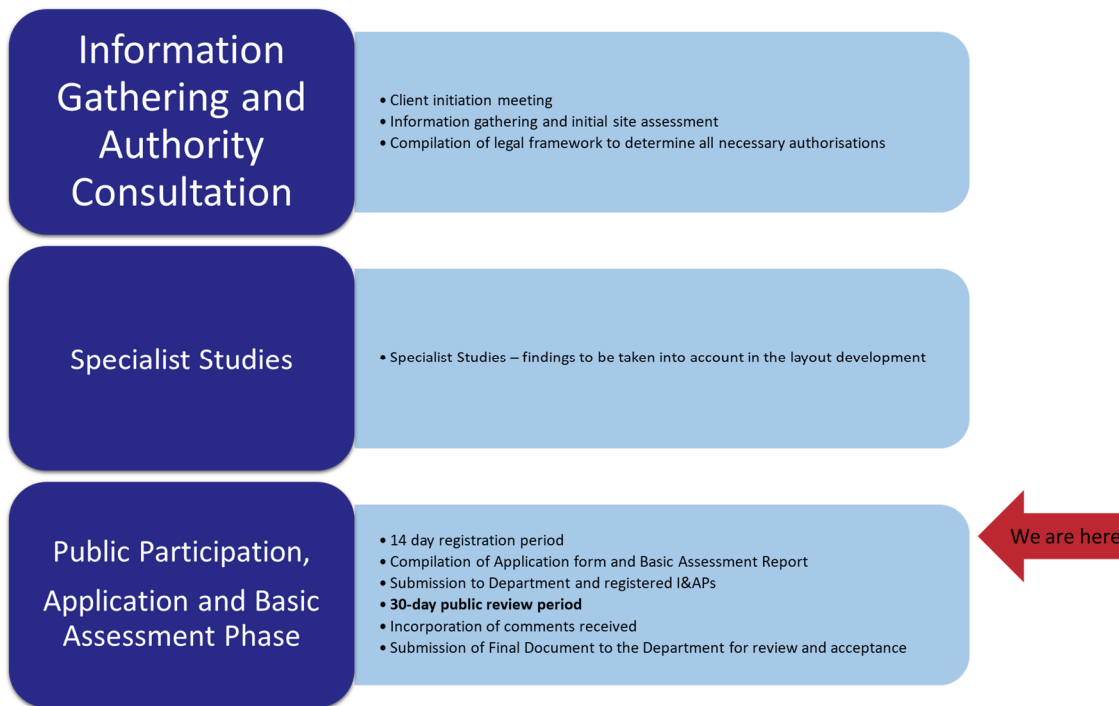 Information
Gathering and
Authority
Consultation
• Client initiation meeting
• Information gathering and initial site assessment
• Compilation of legal framework to determine all necessary authorisations
Specialist Studies
• Specialist Studies – findings to be taken into account in the layout development
Public Participation,
Application and Basic
Assessment Phase
• 14 day registration period
• Compilation of Application form and Basic Assessment Report
• Submission to Department and registered I&APs
• 30-day public review period
• Incorporation of comments received
• Submission of Final Document to the Department for review and acceptance
We are here